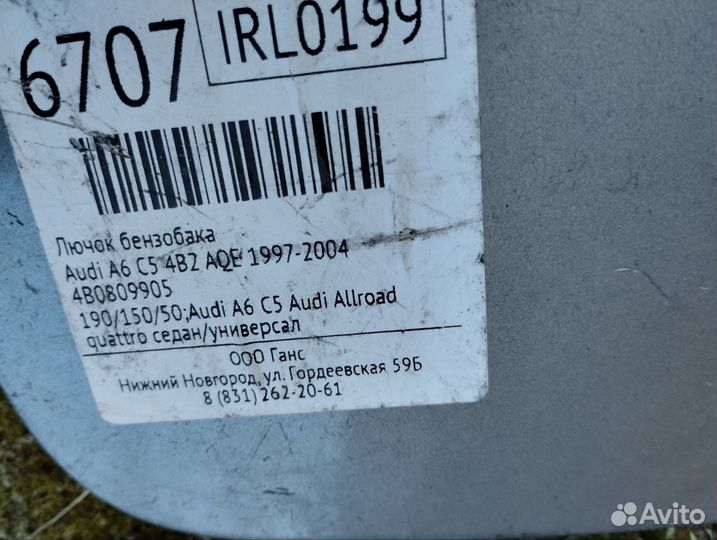 6707 IRL0199
Лючок бензобака
Audi A6 C5 4B2 AQE 1997-2004
4B0809905
190/150/50;Audi A6 C5 Audi Allroad
quattro седан/универсал
ООО Ганс
Нижний Новгород, ул. Гордеевская 59Б
8 (831) 262-20-61
Avito